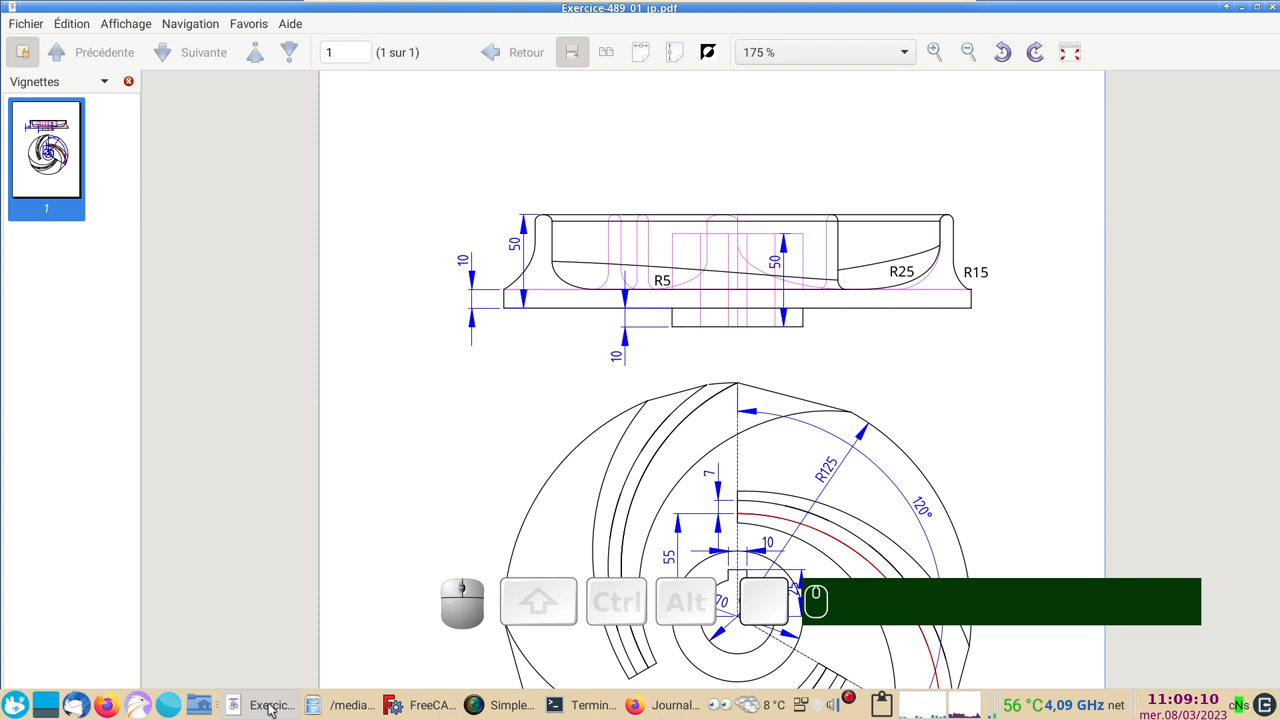 Exercice-489_01_jp.pdf
Fichier Édition Affichage Navigation Favoris Aide
Précédente Suivante 1 (1 sur 1) Retour 175 %
Vignettes
1
50
10
50
R5
R25
R15
10
R125
120°
7
55
10
70
Ctrl Alt
Exercic... /media... FreeCA... Simple... Termin... Journal... 8 °C 56 °C 4,09 GHz net 11:09:10
mer.08/03/2023